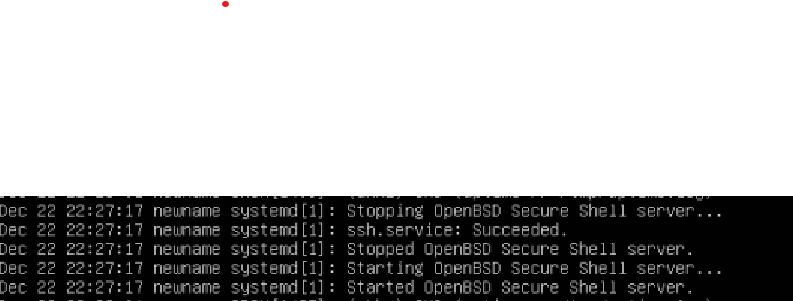 Dec 22 22:27:17 newname systemd[1]: Stopping OpenBSD Secure Shell server...
Dec 22 22:27:17 newname systemd[1]: ssh.service: Succeeded.
Dec 22 22:27:17 newname systemd[1]: Stopped OpenBSD Secure Shell server.
Dec 22 22:27:17 newname systemd[1]: Starting OpenBSD Secure Shell server...
Dec 22 22:27:17 newname systemd[1]: Started OpenBSD Secure Shell server.